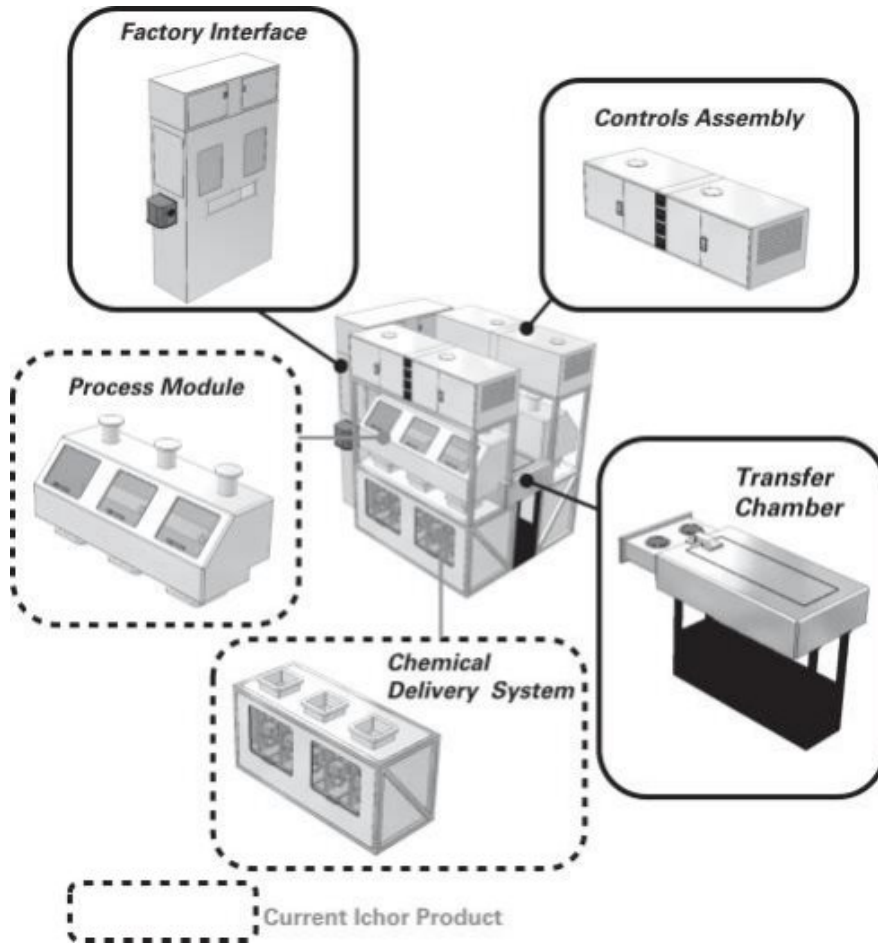 Factory Interface
Controls Assembly
Process Module
Transfer
Chamber
Chemical
Delivery System
Current Ichor Product